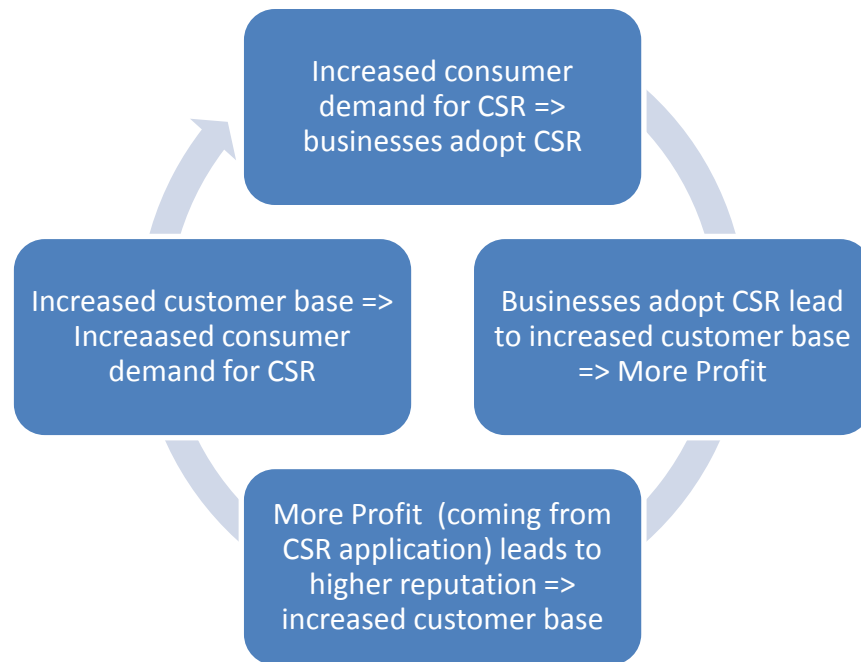 Increased consumer
demand for CSR =>
businesses adopt CSR
Businesses adopt CSR lead
to increased customer base
=> More Profit
More Profit  (coming from
CSR application) leads to
higher reputation =>
increased customer base
Increased customer base =>
Increaased consumer
demand for CSR